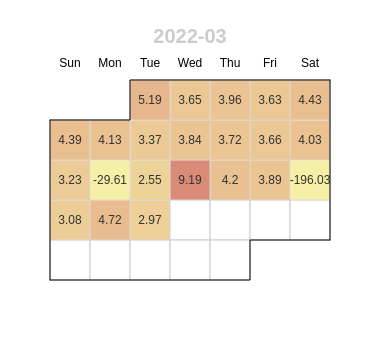 2022-03
Sun Mon Tue Wed Thu Fri Sat
5.19 3.65 3.96 3.63 4.43
4.39 4.13 3.37 3.84 3.72 3.66 4.03
3.23 -29.61 2.55 9.19 4.2 3.89 -196.03
3.08 4.72 2.97